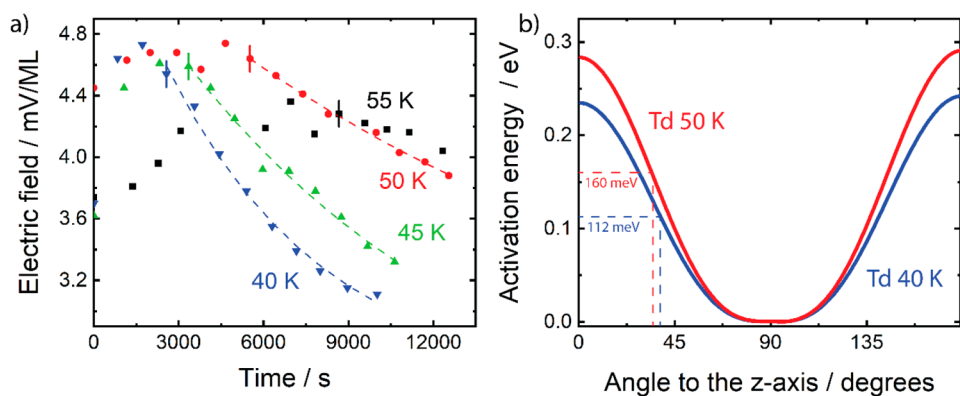 a)
Electric field / mV/ML
4.8
4.4
4.0
3.6
3.2
0
3000
6000
9000
12000
Time / s
55 K
50 K
45 K
40 K
b)
Activation energy / eV
0.3
0.2
0.1
0.0
0
45
90
135
Angle to the z-axis / degrees
Td 50 K
160 meV
112 meV
Td 40 K